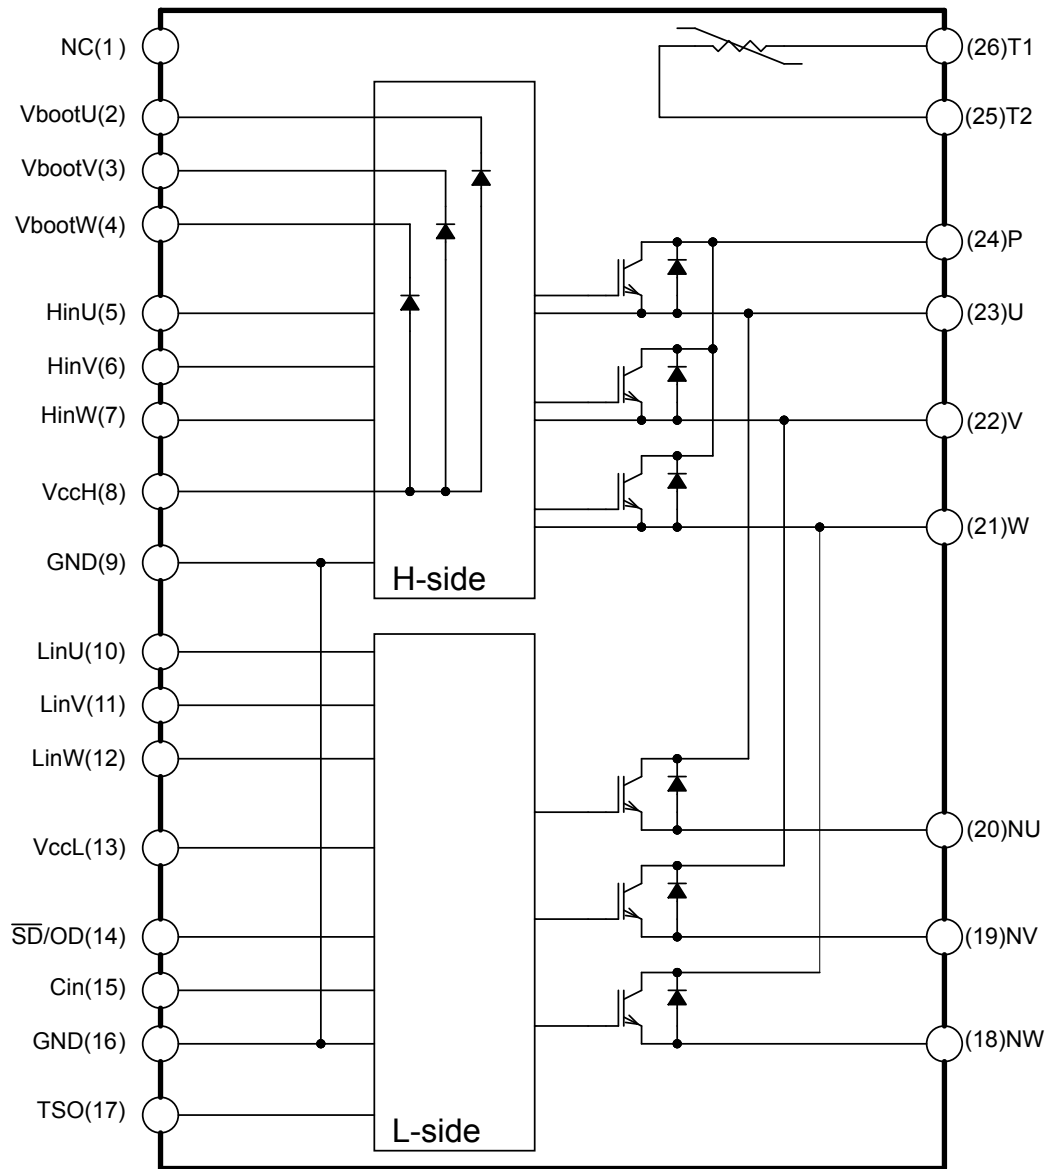 NC(1)
VbootU(2)
VbootV(3)
VbootW(4)
HinU(5)
HinV(6)
HinW(7)
VccH(8)
GND(9)
LinU(10)
LinV(11)
LinW(12)
VccL(13)
SD/OD(14)
Cin(15)
GND(16)
TSO(17)
H-side
L-side
(26)T1
(25)T2
(24)P
(23)U
(22)V
(21)W
(20)NU
(19)NV
(18)NW